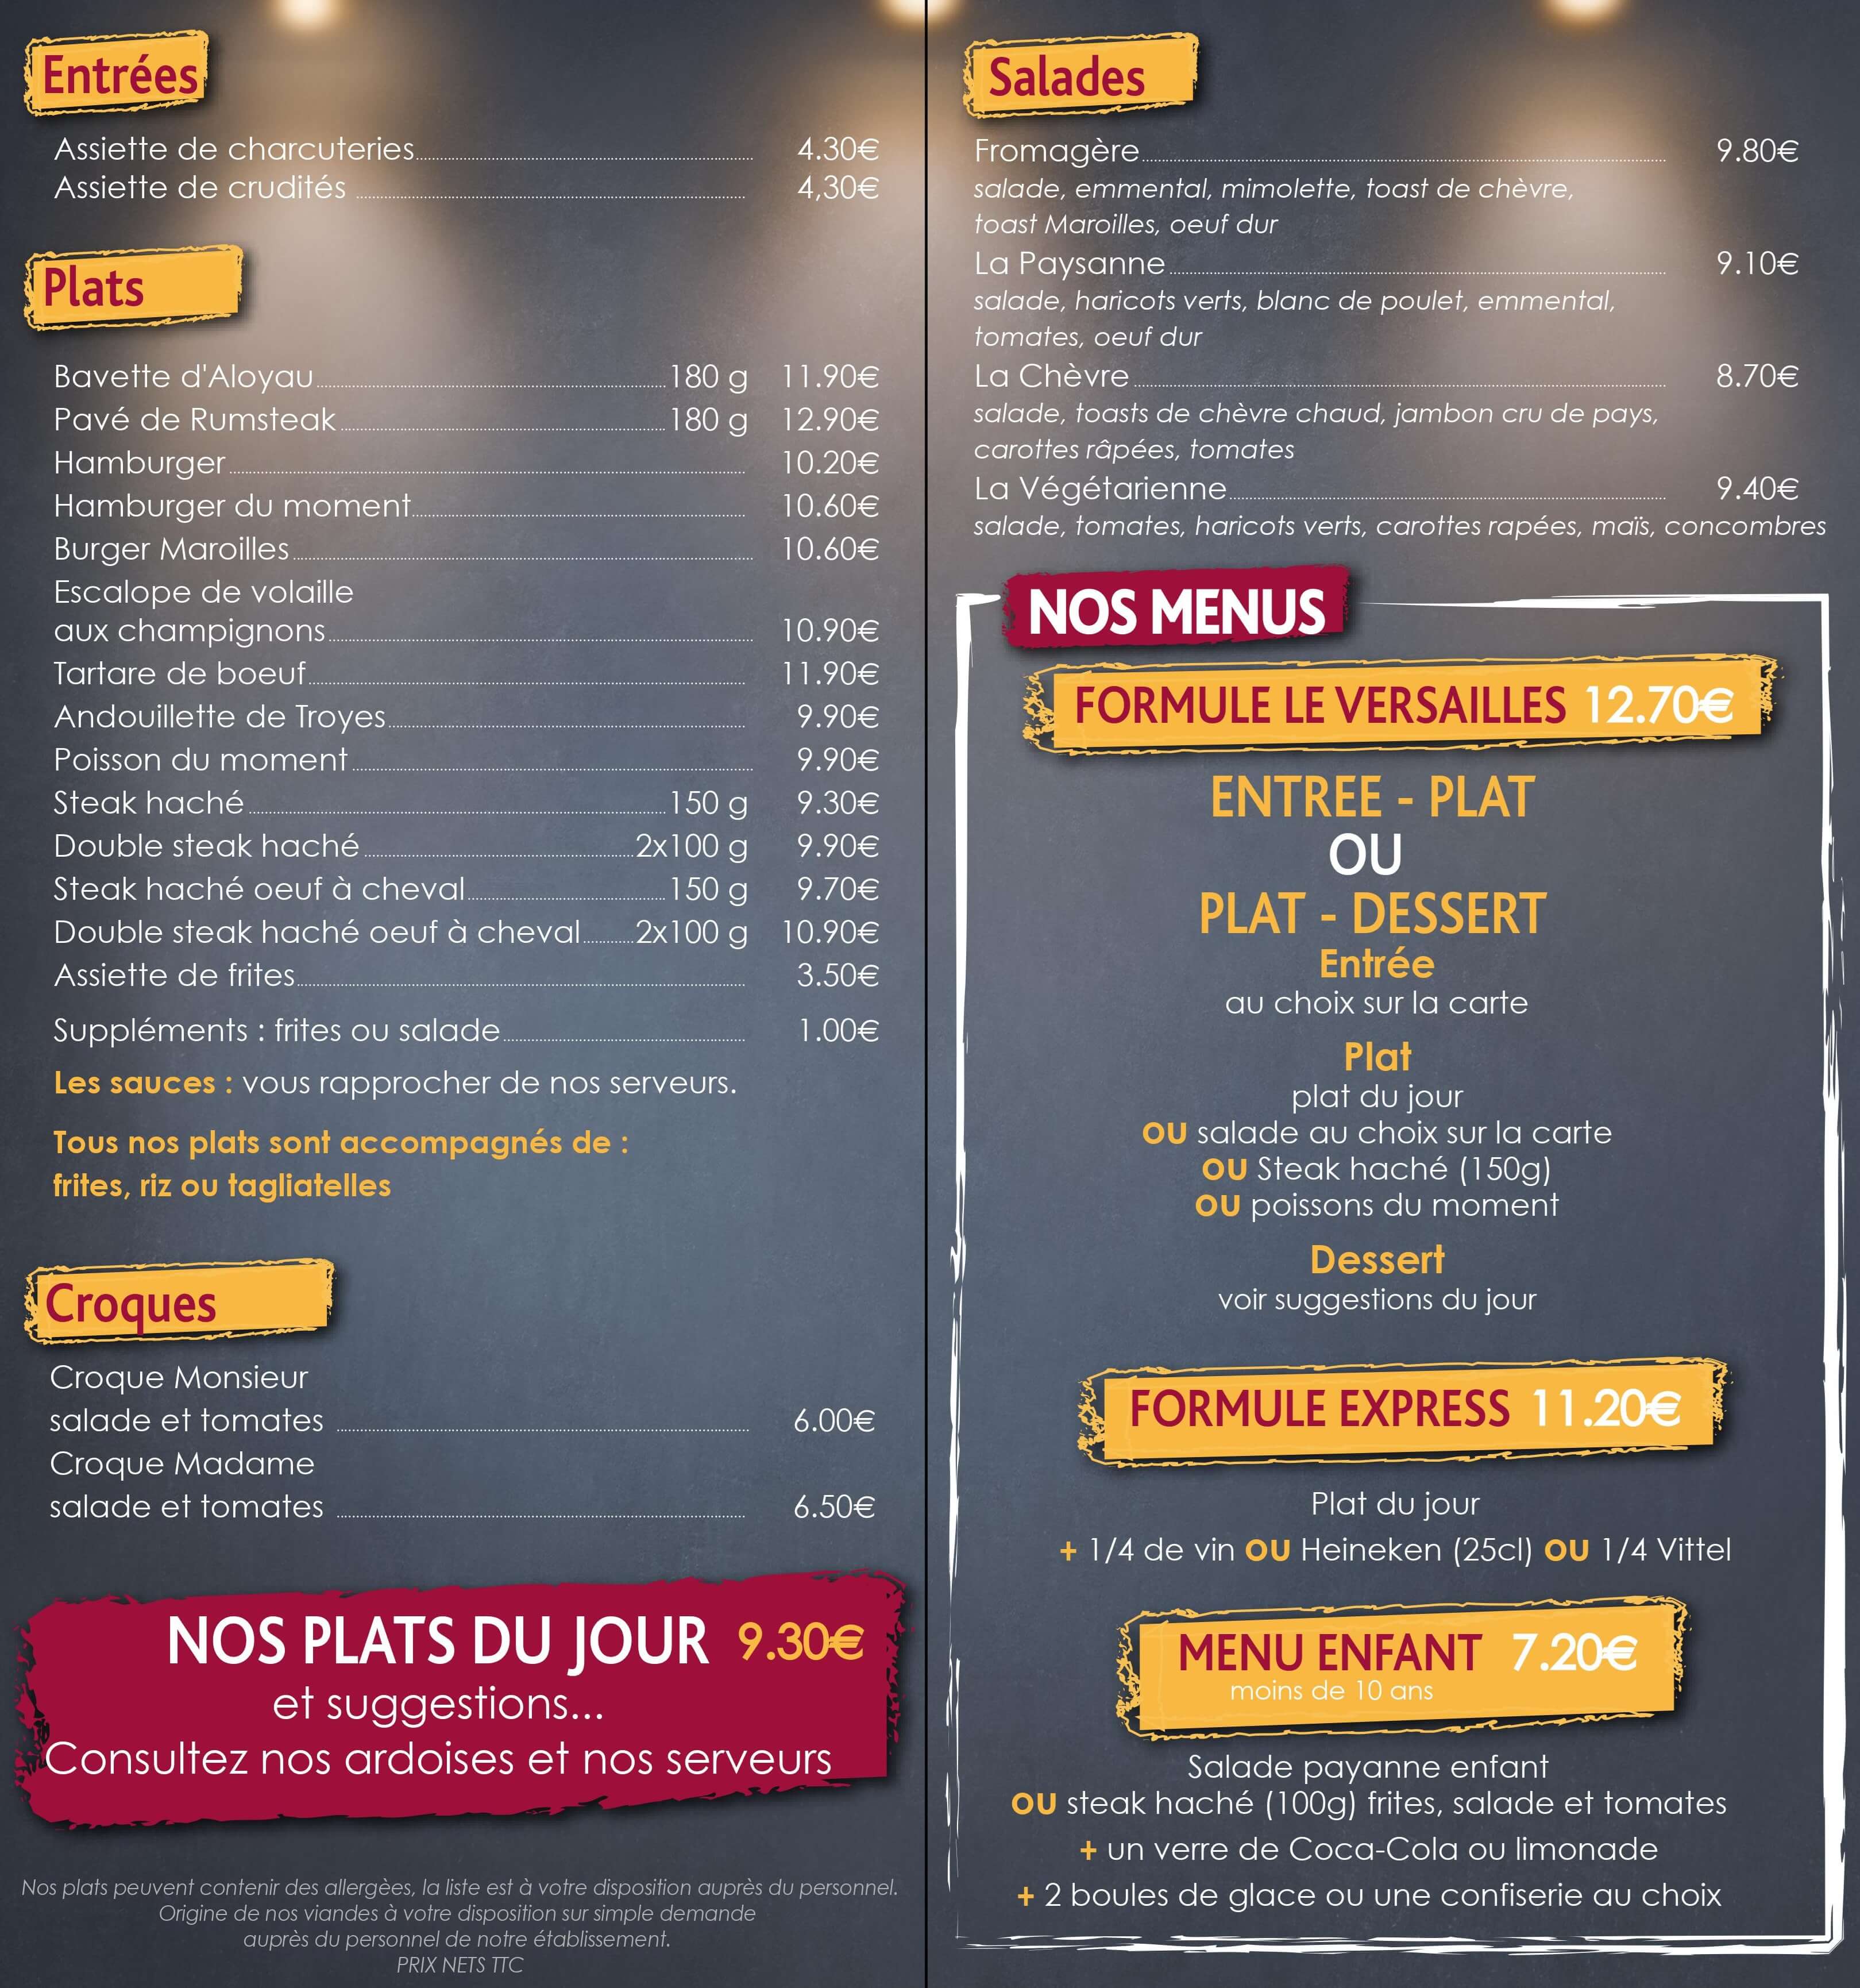 Entrées
Assiette de charcuteries 4.30€
Assiette de crudités 4,30€
Plats
Bavette d'Aloyau 180 g 11.90€
Pavé de Rumsteak 180 g 12.90€
Hamburger 10.20€
Hamburger du moment 10.60€
Burger Maroilles 10.60€
Escalope de volaille
aux champignons 10.90€
Tartare de boeuf 11.90€
Andouillette de Troyes 9.90€
Poisson du moment 9.90€
Steak haché 150 g 9.30€
Double steak haché 2x100 g 9.90€
Steak haché oeuf à cheval 150 g 9.70€
Double steak haché oeuf à cheval 2x100 g 10.90€
Assiette de frites 3.50€
Suppléments : frites ou salade 1.00€
Les sauces : vous rapprocher de nos serveurs.
Tous nos plats sont accompagnés de :
frites, riz ou tagliatelles
Croques
Croque Monsieur
salade et tomates 6.00€
Croque Madame
salade et tomates 6.50€
NOS PLATS DU JOUR 9.30€
et suggestions...
Consultez nos ardoises et nos serveurs
Nos plats peuvent contenir des allergèes, la liste est à votre disposition auprès du personnel.
Origine de nos viandes à votre disposition sur simple demande
auprès du personnel de notre établissement.
PRIX NETS TTC
Salades
Fromagère 9.80€
salade, emmental, mimolette, toast de chèvre,
toast Maroilles, oeuf dur
La Paysanne 9.10€
salade, haricots verts, blanc de poulet, emmental,
tomates, oeuf dur
La Chèvre 8.70€
salade, toasts de chèvre chaud, jambon cru de pays,
carottes râpées, tomates
La Végétarienne 9.40€
salade, tomates, haricots verts, carottes rapées, maïs, concombres
NOS MENUS
FORMULE LE VERSAILLES 12.70€
ENTREE - PLAT
OU
PLAT - DESSERT
Entrée
au choix sur la carte
Plat
plat du jour
OU salade au choix sur la carte
OU Steak haché (150g)
OU poissons du moment
Dessert
voir suggestions du jour
FORMULE EXPRESS 11.20€
Plat du jour
+ 1/4 de vin OU Heineken (25cl) OU 1/4 Vittel
MENU ENFANT 7.20€
moins de 10 ans
Salade payanne enfant
OU steak haché (100g) frites, salade et tomates
+ un verre de Coca-Cola ou limonade
+ 2 boules de glace ou une confiserie au choix